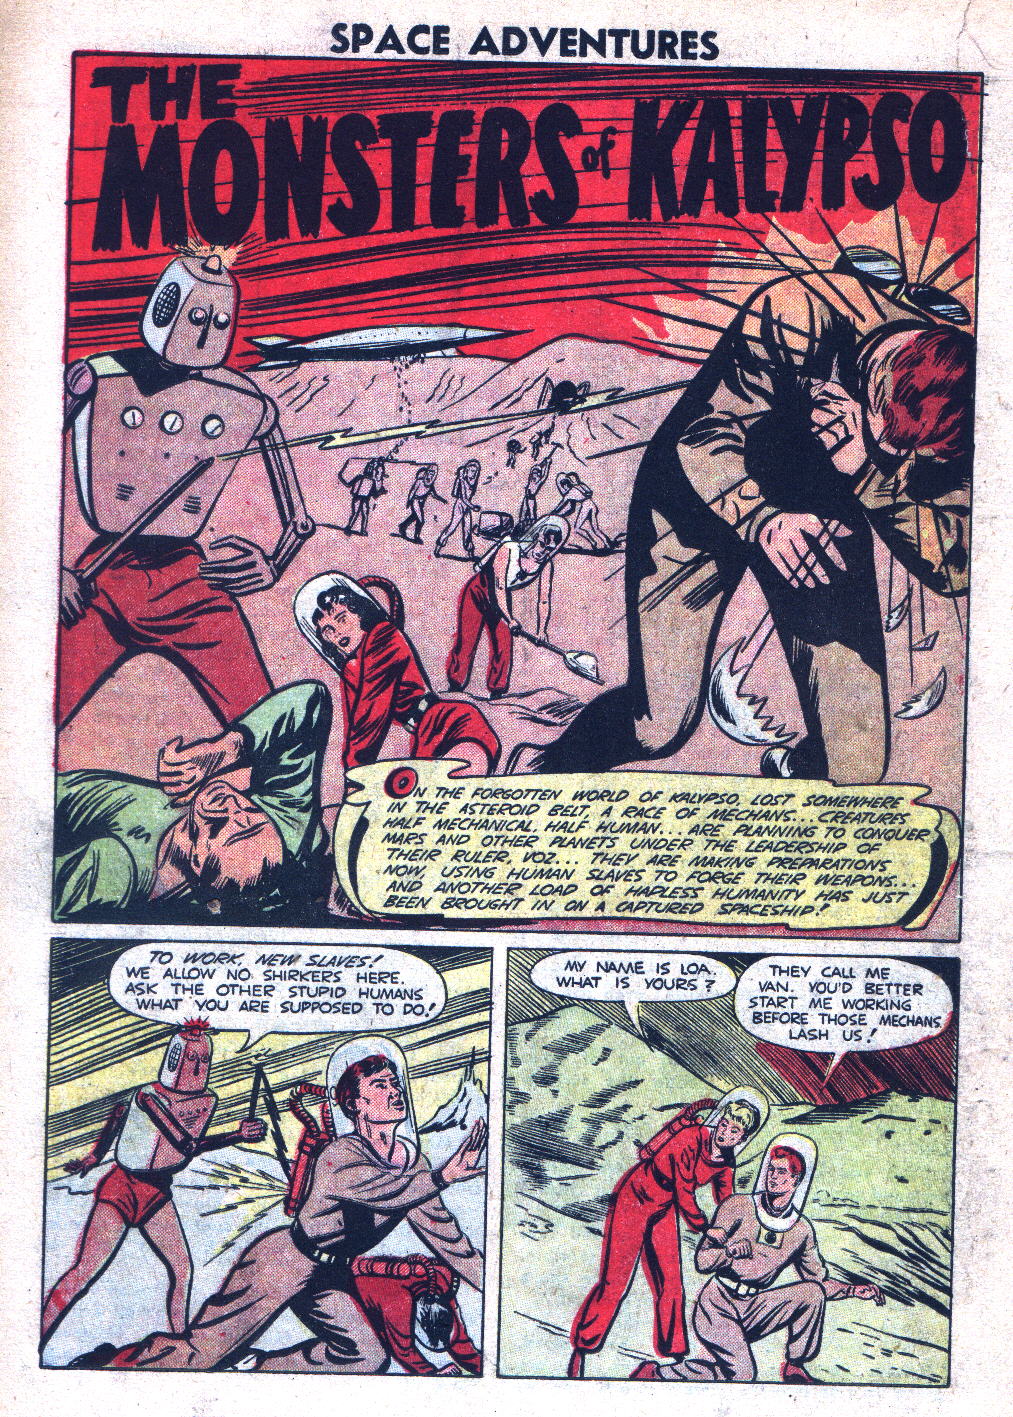 SPACE ADVENTURES
THE
MONSTERS of KALYPSO
ON THE FORGOTTEN WORLD OF KALYPSO, LOST SOMEWHERE
IN THE ASTEROID BELT, A RACE OF MECHANS... CREATURES
HALF MECHANICAL, HALF HUMAN... ARE PLANNING TO CONQUER
MARS AND OTHER PLANETS UNDER THE LEADERSHIP OF
THEIR RULER, VOZ... THEY ARE MAKING PREPARATIONS
NOW, USING HUMAN SLAVES TO FORGE THEIR WEAPONS...
AND ANOTHER LOAD OF HAPLESS HUMANITY HAS JUST
BEEN BROUGHT IN ON A CAPTURED SPACESHIP!
TO WORK, NEW SLAVES!
WE ALLOW NO SHIRKERS HERE.
ASK THE OTHER STUPID HUMANS
WHAT YOU ARE SUPPOSED TO DO!
MY NAME IS LOA.
WHAT IS YOURS?
THEY CALL ME
VAN. YOU'D BETTER
START ME WORKING
BEFORE THOSE MECHANS
LASH US!